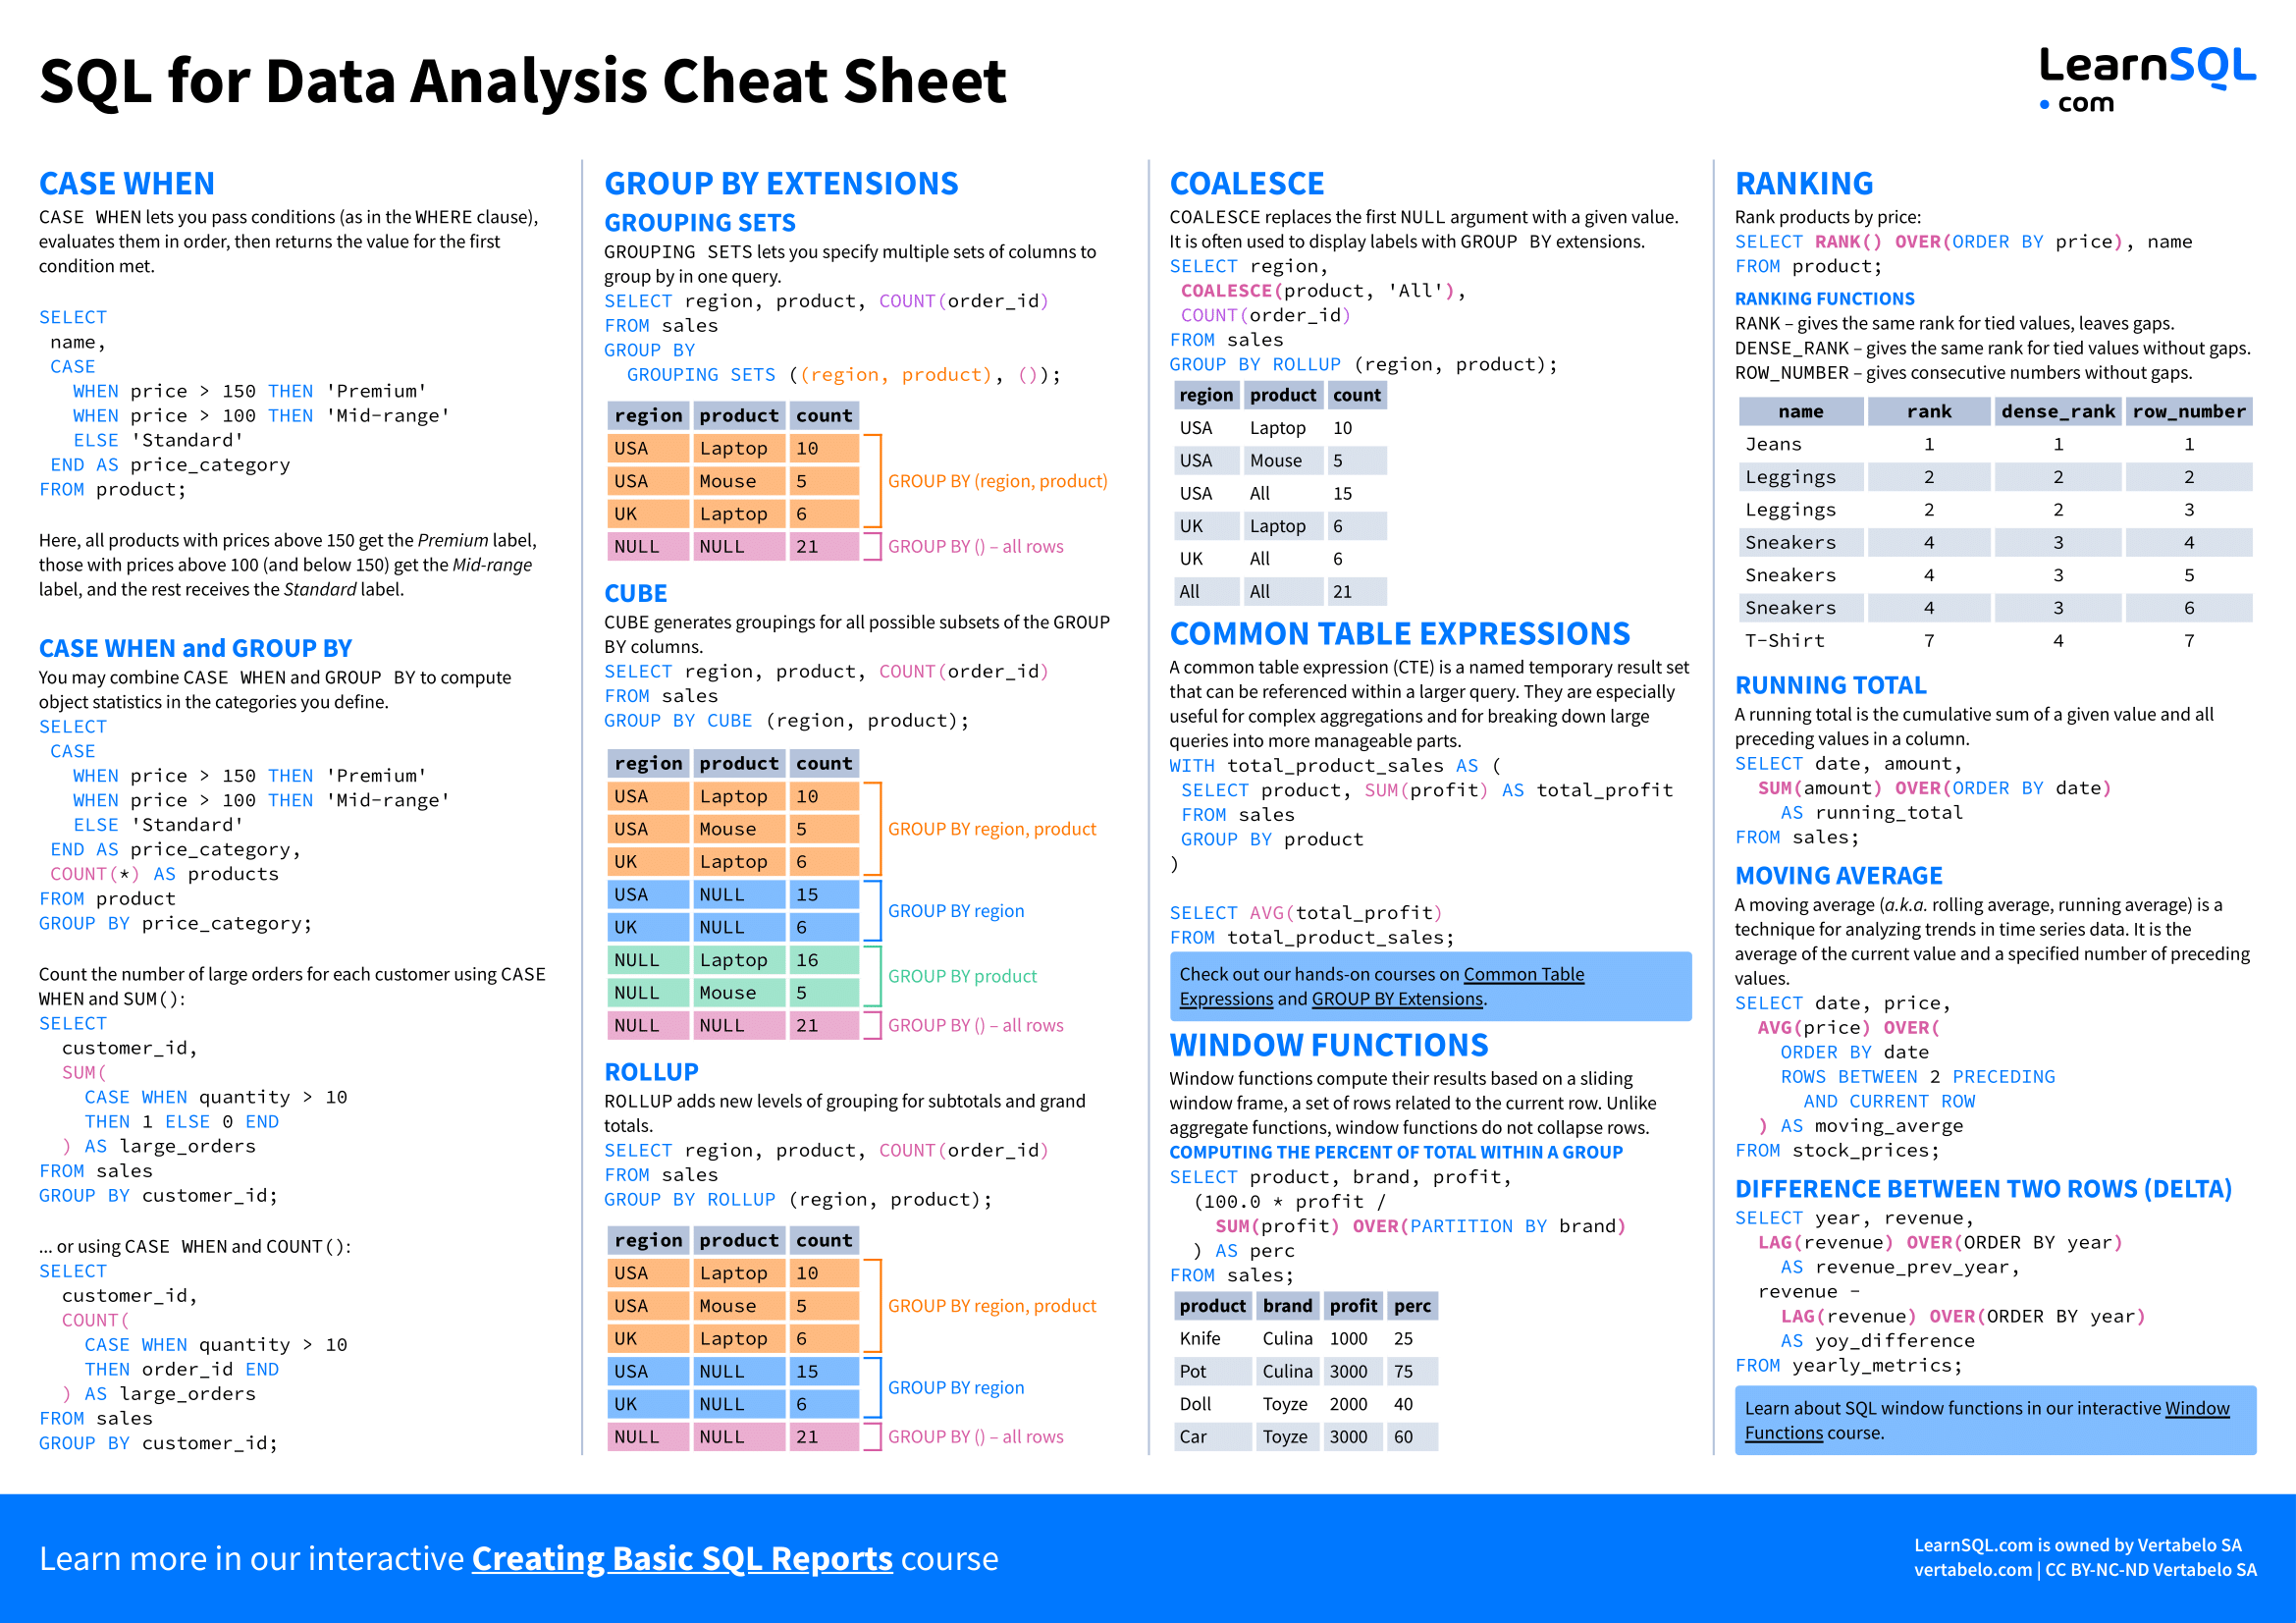 SQL for Data Analysis Cheat Sheet
LearnSQL
• com
CASE WHEN
CASE WHEN lets you pass conditions (as in the WHERE clause),
evaluates them in order, then returns the value for the first
condition met.
SELECT
name,
CASE
WHEN price > 150 THEN 'Premium'
WHEN price > 100 THEN 'Mid-range'
ELSE 'Standard'
END AS price_category
FROM product;
Here, all products with prices above 150 get the Premium label,
those with prices above 100 (and below 150) get the Mid-range
label, and the rest receives the Standard label.
CASE WHEN and GROUP BY
You may combine CASE WHEN and GROUP BY to compute
object statistics in the categories you define.
SELECT
CASE
WHEN price > 150 THEN 'Premium'
WHEN price > 100 THEN 'Mid-range'
ELSE 'Standard'
END AS price_category,
COUNT(*) AS products
FROM product
GROUP BY price_category;
Count the number of large orders for each customer using CASE
WHEN and SUM():
SELECT
customer_id,
SUM(
CASE WHEN quantity > 10
THEN 1 ELSE 0 END
) AS large_orders
FROM sales
GROUP BY customer_id;
... or using CASE WHEN and COUNT():
SELECT
customer_id,
COUNT(
CASE WHEN quantity > 10
THEN order_id END
) AS large_orders
FROM sales
GROUP BY customer_id;
GROUP BY EXTENSIONS
GROUPING SETS
GROUPING SETS lets you specify multiple sets of columns to
group by in one query.
SELECT region, product, COUNT(order_id)
FROM sales
GROUP BY
GROUPING SETS ((region, product), ());
region product count
USA Laptop 10
USA Mouse 5
GROUP BY (region, product)
UK Laptop 6
NULL NULL 21
GROUP BY () – all rows
CUBE
CUBE generates groupings for all possible subsets of the GROUP
BY columns.
SELECT region, product, COUNT(order_id)
FROM sales
GROUP BY CUBE (region, product);
region product count
USA Laptop 10
USA Mouse 5
GROUP BY region, product
UK Laptop 6
USA NULL 15
GROUP BY region
UK NULL 6
NULL Laptop 16
GROUP BY product
NULL Mouse 5
NULL NULL 21
GROUP BY () – all rows
ROLLUP
ROLLUP adds new levels of grouping for subtotals and grand
totals.
SELECT region, product, COUNT(order_id)
FROM sales
GROUP BY ROLLUP (region, product);
region product count
USA Laptop 10
USA Mouse 5
GROUP BY region, product
UK Laptop 6
USA NULL 15
GROUP BY region
UK NULL 6
NULL NULL 21
GROUP BY () – all rows
COALESCE
COALESCE replaces the first NULL argument with a given value.
It is often used to display labels with GROUP BY extensions.
SELECT region,
COALESCE(product, 'All'),
COUNT(order_id)
FROM sales
GROUP BY ROLLUP (region, product);
region product count
USA Laptop 10
USA Mouse 5
USA All 15
UK Laptop 6
UK All 6
All All 21
COMMON TABLE EXPRESSIONS
A common table expression (CTE) is a named temporary result set
that can be referenced within a larger query. They are especially
useful for complex aggregations and for breaking down large
queries into more manageable parts.
WITH total_product_sales AS (
SELECT product, SUM(profit) AS total_profit
FROM sales
GROUP BY product
)
SELECT AVG(total_profit)
FROM total_product_sales;
Check out our hands-on courses on Common Table
Expressions and GROUP BY Extensions.
WINDOW FUNCTIONS
Window functions compute their results based on a sliding
window frame, a set of rows related to the current row. Unlike
aggregate functions, window functions do not collapse rows.
COMPUTING THE PERCENT OF TOTAL WITHIN A GROUP
SELECT product, brand, profit,
(100.0 * profit /
SUM(profit) OVER(PARTITION BY brand)
) AS perc
FROM sales;
product brand profit perc
Knife Culina 1000 25
Pot Culina 3000 75
Doll Toyze 2000 40
Car Toyze 3000 60
RANKING
Rank products by price:
SELECT RANK() OVER(ORDER BY price), name
FROM product;
RANKING FUNCTIONS
RANK – gives the same rank for tied values, leaves gaps.
DENSE_RANK – gives the same rank for tied values without gaps.
ROW_NUMBER – gives consecutive numbers without gaps.
name rank dense_rank row_number
Jeans 1 1 1
Leggings 2 2 2
Leggings 2 2 3
Sneakers 4 3 4
Sneakers 4 3 5
Sneakers 4 3 6
T-Shirt 7 4 7
RUNNING TOTAL
A running total is the cumulative sum of a given value and all
preceding values in a column.
SELECT date, amount,
SUM(amount) OVER(ORDER BY date)
AS running_total
FROM sales;
MOVING AVERAGE
A moving average (a.k.a. rolling average, running average) is a
technique for analyzing trends in time series data. It is the
average of the current value and a specified number of preceding
values.
SELECT date, price,
AVG(price) OVER(
ORDER BY date
ROWS BETWEEN 2 PRECEDING
AND CURRENT ROW
) AS moving_averge
FROM stock_prices;
DIFFERENCE BETWEEN TWO ROWS (DELTA)
SELECT year, revenue,
LAG(revenue) OVER(ORDER BY year)
AS revenue_prev_year,
revenue -
LAG(revenue) OVER(ORDER BY year)
AS yoy_difference
FROM yearly_metrics;
Learn about SQL window functions in our interactive Window
Functions course.
Learn more in our interactive Creating Basic SQL Reports course
LearnSQL.com is owned by Vertabelo SA
vertabelo.com | CC BY-NC-ND Vertabelo SA